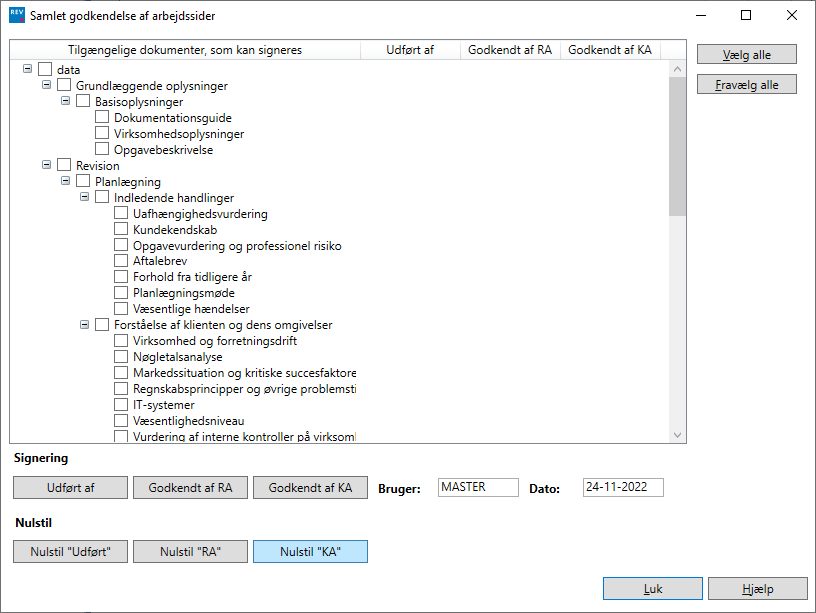 REV
Samlet godkendelse af arbejdssider
Tilgængelige dokumenter, som kan signeres Udført af Godkendt af RA Godkendt af KA
Vælg alle
Fravælg alle
data
Grundlæggende oplysninger
Basisoplysninger
Dokumentationsguide
Virksomhedsoplysninger
Opgavebeskrivelse
Revision
Planlægning
Indledende handlinger
Uafhængighedsvurdering
Kundekendskab
Opgavevurdering og professionel risiko
Aftalebrev
Forhold fra tidligere år
Planlægningsmøde
Væsentlige hændelser
Forståelse af klienten og dens omgivelser
Virksomhed og forretningsdrift
Nøgletalsanalyse
Markedssituation og kritiske succesfaktore
Regnskabsprincipper og øvrige problemsti
IT-systemer
Væsentlighedsniveau
Vurdering af interne kontroller på virksoml
Signering
Udført af Godkendt af RA Godkendt af KA Bruger: MASTER Dato: 24-11-2022
Nulstil
Nulstil "Udført" Nulstil "RA" Nulstil "KA"
Luk Hjælp